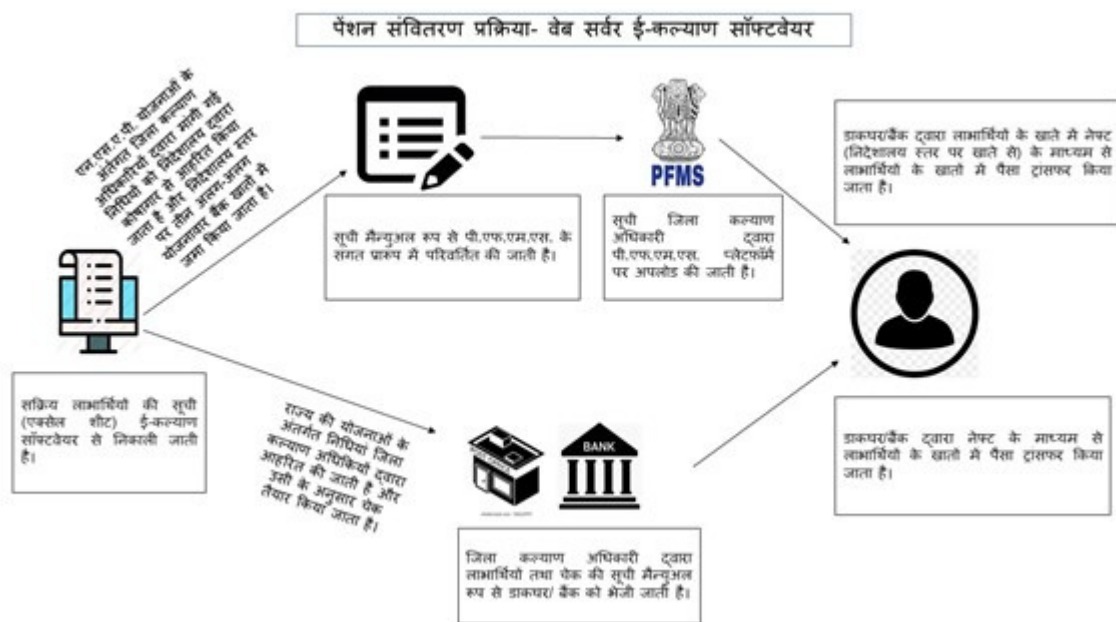 पेंशन संवितरण प्रक्रिया- वेब सर्वर ई-कल्याण सॉफ्टवेयर
एन.एस.ए.पी. योजनाओं के
अंतर्गत जिला कल्याण
अधिकारियों द्वारा मांगी गई
निधियों को निदेशालय द्वारा
कोषागार से आहरित किया
जाता है और निदेशालय स्तर
पर तीन अलग-अलग
योजनावार बैंक खातों में
जमा किया जाता है।
PFMS
डाकघर/बैंक द्वारा लाभार्थियों के खाते में नेफ्ट
(निदेशालय स्तर पर खाते से) के माध्यम से
लाभार्थियों के खातों में पैसा ट्रांसफर किया
जाता है।
सूची मैन्युअल रूप से पी.एफ.एम.एस. के
संगत प्रारूप में परिवर्तित की जाती है।
सूची जिला कल्याण
अधिकारी द्वारा
पी.एफ.एम.एस. प्लेटफॉर्म
पर अपलोड की जाती है।
सक्रिय लाभार्थियों की सूची
(एक्सेल शीट) ई-कल्याण
सॉफ्टवेयर से निकाली जाती
है।
राज्य की योजनाओं के
अंतर्गत निधियां जिला
कल्याण अधिकियों द्वारा
आहरित की जाती है और
उसी के अनुसार चेक
तैयार किया जाता है।
BANK
डाकघर/बैंक द्वारा नेफ्ट के माध्यम से
लाभार्थियों के खातों में पैसा ट्रांसफर किया
जाता है।
जिला कल्याण अधिकारी द्वारा
लाभार्थियों तथा चेक की सूची मैन्युअल
रूप से डाकघर/ बैंक को भेजी जाती है।